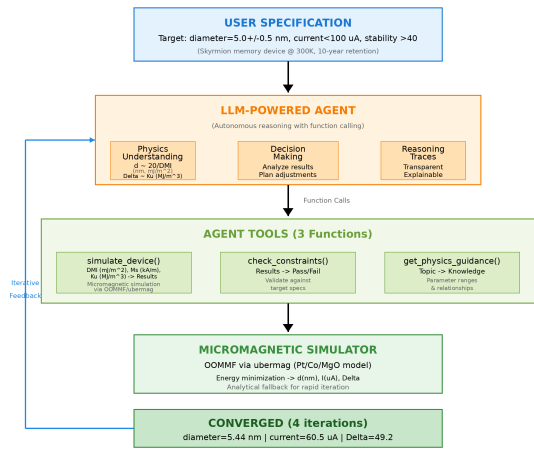 USER SPECIFICATION
Target: diameter=5.0+/-0.5 nm, current<100 uA, stability >40
(Skyrmion memory device @ 300K, 10-year retention)
LLM-POWERED AGENT
(Autonomous reasoning with function calling)
Physics
Understanding
d ~ 20/DMI
(nm, mJ/m^2)
Delta ~ Ku (MJ/m^3)
Decision
Making
Analyze results
Plan adjustments
Reasoning
Traces
Transparent
Explainable
Function Calls
AGENT TOOLS (3 Functions)
simulate_device()
DMI (mJ/m^2), Ms (kA/m),
Ku (MJ/m^3) -> Results
Micromagnetic simulation
via OOMMF/ubermag
check_constraints()
Results -> Pass/Fail
Validate against
target specs
get_physics_guidance()
Topic -> Knowledge
Parameter ranges
& relationships
Iterative
Feedback
MICROMAGNETIC SIMULATOR
OOMMF via ubermag (Pt/Co/MgO model)
Energy minimization -> d(nm), I(uA), Delta
Analytical fallback for rapid iteration
CONVERGED (4 iterations)
diameter=5.44 nm | current=60.5 uA | Delta=49.2